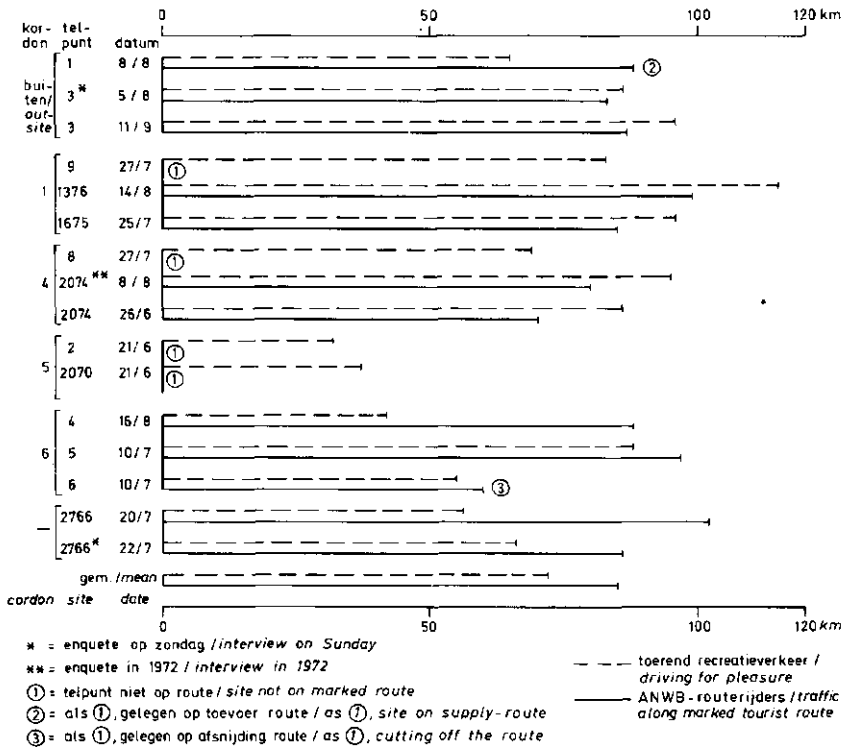 0 50 100 120 km
kor- tel-
don punt datum
1 8/8 ②
bui-
ten/ 3* 5/8
out-
site 3 11/9
9 27/7 ①
1 1376 14/8
1675 25/7
8 27/7 ①
4 2074** 8/8
2074 26/6
2 21/6 ①
5 2070 21/6 ①
4 16/8
6 5 10/7
6 10/7 ③
2766 20/7
—
2766* 22/7
gem./mean
cordon site date
0 50 100 120 km
* = enquete op zondag / interview on Sunday
** = enquete in 1972 / interview in 1972
① = telpunt niet op route / site not on marked route
② = als ①, gelegen op toevoer route / as ①, site on supply-route
③ = als ①, gelegen op afsnijding route / as ①, cutting off the route
toerend recreatieverkeer /
driving for pleasure
ANWB-routerijders / traffic
along marked tourist route